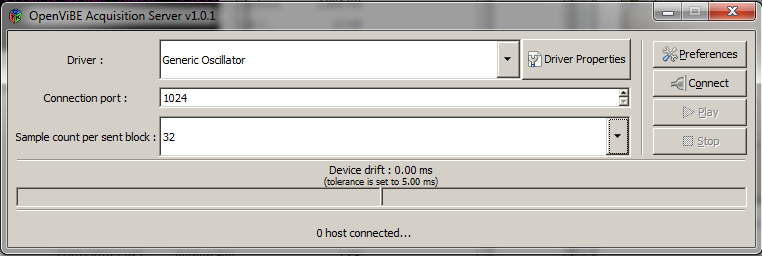 OpenViBE Acquisition Server v1.0.1
Driver : Generic Oscillator Driver Properties Preferences
Connect
Connection port : 1024
Play
Sample count per sent block : 32
Stop
Device drift : 0.00 ms
(tolerance is set to 5.00 ms)
0 host connected...